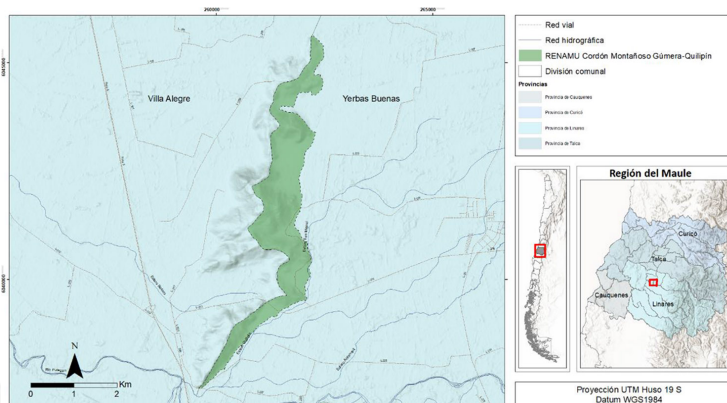 260000
265000
6045000
6040000
Villa Alegre
Yerbas Buenas
N
0 1 2 Km
Red vial
Red hidrográfica
RENAMU Cordón Montañoso Gúmera-Quilipín
División comunal
Provincias
Provincia de Cauquenes
Provincia de Curicó
Provincia de Linares
Provincia de Talca
Región del Maule
Curicó
Talca
Cauquenes
Linares
Proyección UTM Huso 19 S
Datum WGS1984